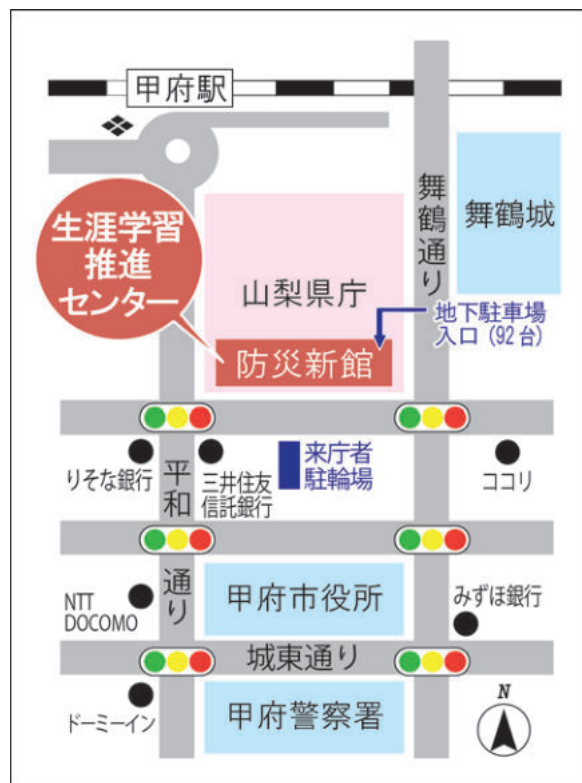 甲府駅
生涯学習
推進
センター
舞鶴通り
舞鶴城
山梨県庁
地下駐車場
入口（92台）
防災新館
りそな銀行
平和
通り
三井住友
信託銀行
来庁者
駐輪場
ココリ
NTT
DOCOMO
甲府市役所
みずほ銀行
城東通り
ドーミーイン
甲府警察署
N